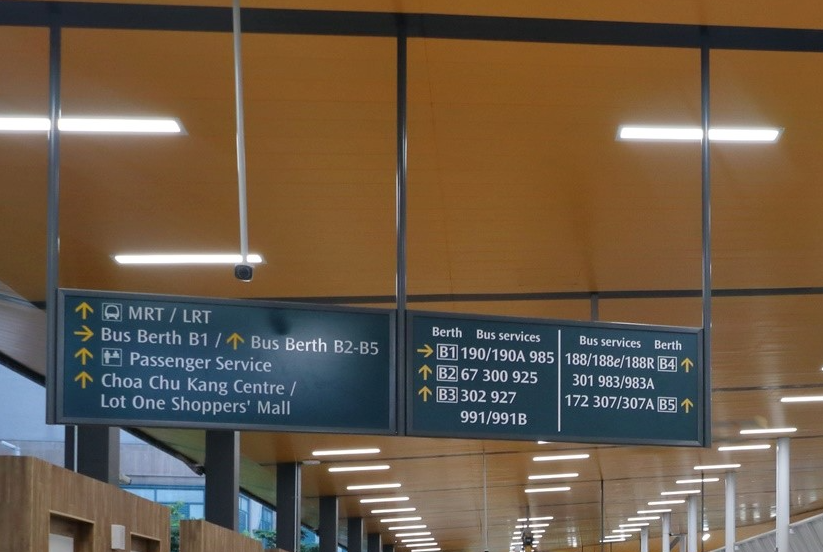 MRT / LRT
Bus Berth B1 / Bus Berth B2-B5
Passenger Service
Choa Chu Kang Centre /
Lot One Shoppers' Mall
Berth Bus services
B1 190/190A 985
B2 67 300 925
B3 302 927
991/991B
Bus services Berth
188/188e/188R B4
301 983/983A
172 307/307A B5